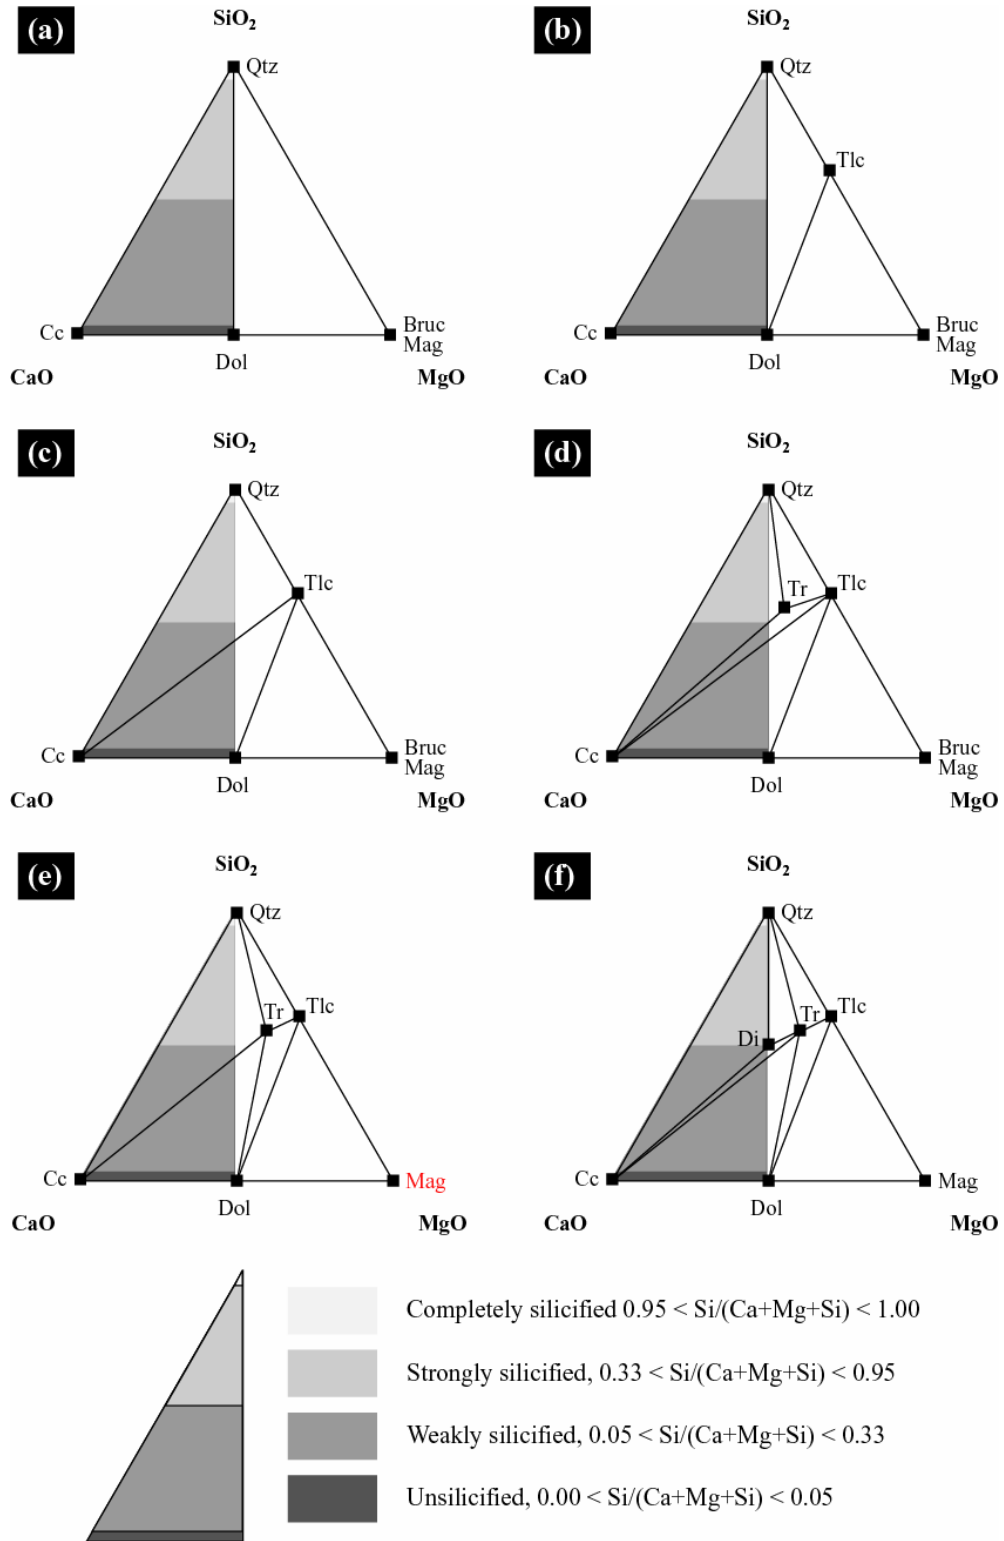 (a)
SiO2
Qtz
Cc
Dol
Bruc
Mag
CaO
MgO
(b)
SiO2
Qtz
Tlc
Cc
Dol
Bruc
Mag
CaO
MgO
(c)
SiO2
Qtz
Tlc
Cc
Dol
Bruc
Mag
CaO
MgO
(d)
SiO2
Qtz
Tr
Tlc
Cc
Dol
Bruc
Mag
CaO
MgO
(e)
SiO2
Qtz
Tr
Tlc
Cc
Dol
Mag
CaO
MgO
(f)
SiO2
Qtz
Di
Tr
Tlc
Cc
Dol
Mag
CaO
MgO
Completely silicified 0.95 < Si/(Ca+Mg+Si) < 1.00
Strongly silicified, 0.33 < Si/(Ca+Mg+Si) < 0.95
Weakly silicified, 0.05 < Si/(Ca+Mg+Si) < 0.33
Unsilicified, 0.00 < Si/(Ca+Mg+Si) < 0.05